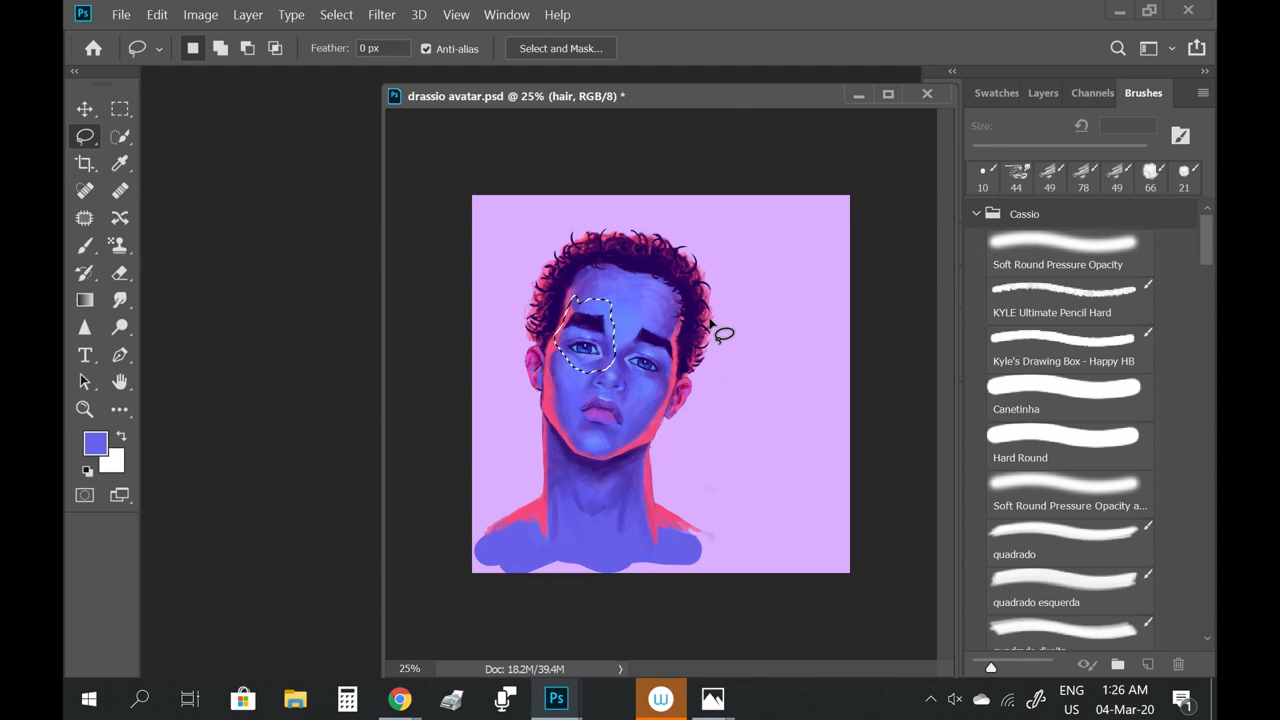 Ps File Edit Image Layer Type Select Filter 3D View Window Help
Feather: 0 px Anti-alias Select and Mask...
Ps drassio avatar.psd @ 25% (hair, RGB/8) *
Swatches Layers Channels Brushes
Size:
10 44 49 78 49 66 21
Cassio
Soft Round Pressure Opacity
KYLE Ultimate Pencil Hard
Kyle's Drawing Box - Happy HB
Canetinha
Hard Round
Soft Round Pressure Opacity a...
quadrado
quadrado esquerda
25% Doc: 18.2M/39.4M
Ps
ENG 1:26 AM
US 04-Mar-20 1